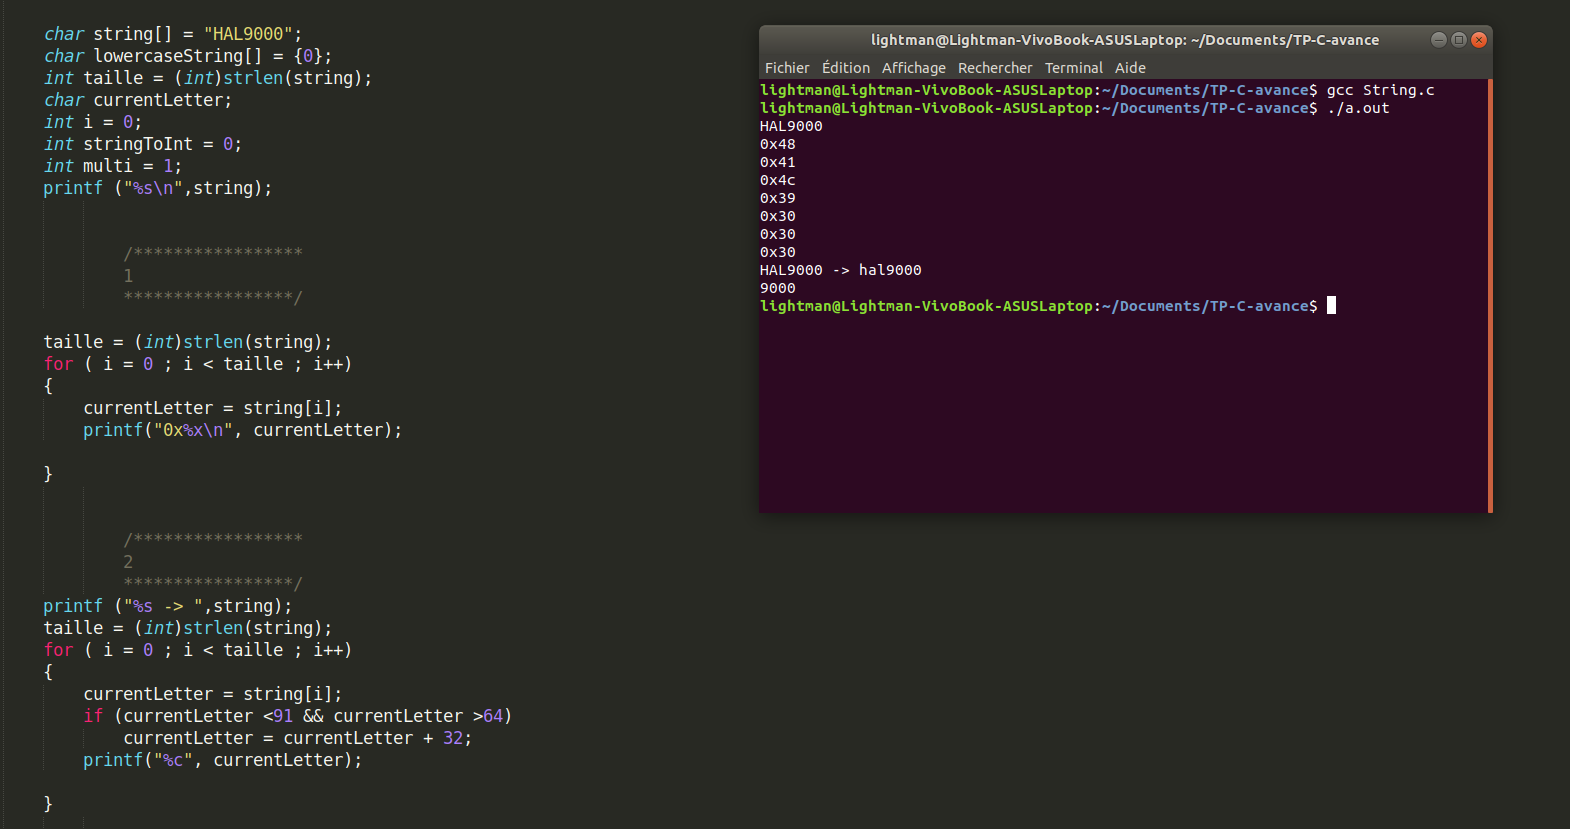 char string[] = "HAL9000";
char lowercaseString[] = {0};
int taille = (int)strlen(string);
char currentLetter;
int i = 0;
int stringToInt = 0;
int multi = 1;
printf ("%s\n",string);
/*****************
1
*****************/
taille = (int)strlen(string);
for ( i = 0 ; i < taille ; i++)
{
currentLetter = string[i];
printf("0x%x\n", currentLetter);
}
/*****************
2
*****************/
printf ("%s -> ",string);
taille = (int)strlen(string);
for ( i = 0 ; i < taille ; i++)
{
currentLetter = string[i];
if (currentLetter <91 && currentLetter >64)
currentLetter = currentLetter + 32;
printf("%c", currentLetter);
}
lightman@Lightman-VivoBook-ASUSLaptop: ~/Documents/TP-C-avance
Fichier Édition Affichage Rechercher Terminal Aide
lightman@Lightman-VivoBook-ASUSLaptop:~/Documents/TP-C-avance$ gcc String.c
lightman@Lightman-VivoBook-ASUSLaptop:~/Documents/TP-C-avance$ ./a.out
HAL9000
0x48
0x41
0x4c
0x39
0x30
0x30
0x30
HAL9000 -> hal9000
9000
lightman@Lightman-VivoBook-ASUSLaptop:~/Documents/TP-C-avance$